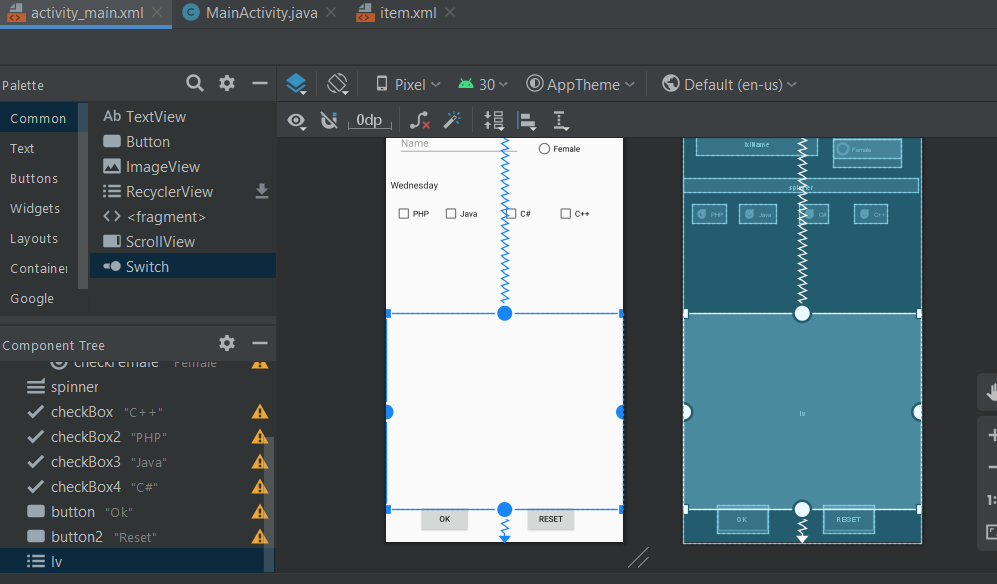 activity_main.xml
MainActivity.java
item.xml
Palette
Pixel
30
AppTheme
Default (en-us)
Common
Ab TextView
0dp
Text
Button
Buttons
ImageView
Widgets
RecyclerView
Layouts
<fragment>
Container
ScrollView
Google
Switch
Name
Female
Wednesday
PHP
Java
C#
C++
OK
RESET
txtName
Female
spinner
PHP
Java
C#
C++
lv
OK
RESET
Component Tree
checkFemale Female
spinner
checkBox "C++"
checkBox2 "PHP"
checkBox3 "Java"
checkBox4 "C#"
button "Ok"
button2 "Reset"
lv
1: